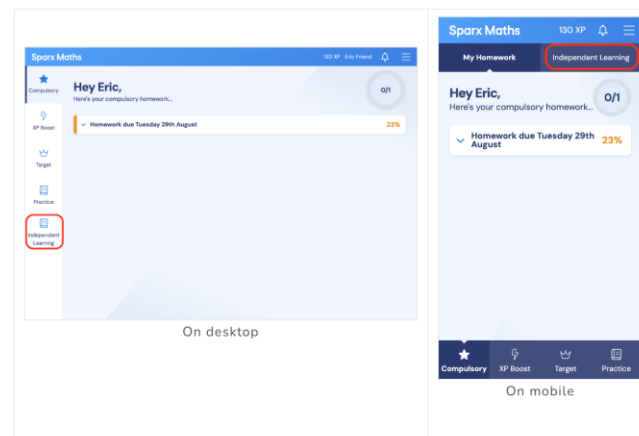 Sparx Maths
130 XP Eric Friend
Compulsory
XP Boost
Target
Practice
Independent
Learning
Hey Eric,
Here's your compulsory homework...
0/1
Homework due Tuesday 29th August
23%
On desktop
Sparx Maths
130 XP
My Homework
Independent Learning
Hey Eric,
Here's your compulsory homework...
0/1
Homework due Tuesday 29th
August
23%
Compulsory
XP Boost
Target
Practice
On mobile